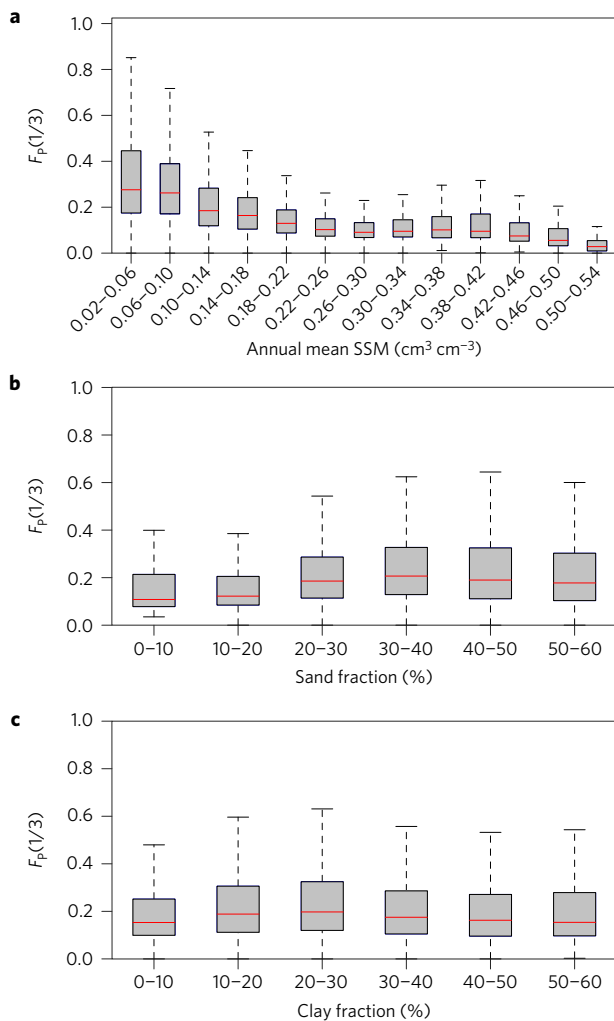 a
1.0
0.8
0.6
0.4
0.2
0.0
Fₚ(1/3)
0.02–0.06
0.06–0.10
0.10–0.14
0.14–0.18
0.18–0.22
0.22–0.26
0.26–0.30
0.30–0.34
0.34–0.38
0.38–0.42
0.42–0.46
0.46–0.50
0.50–0.54
Annual mean SSM (cm³ cm⁻³)
b
1.0
0.8
0.6
0.4
0.2
0.0
Fₚ(1/3)
0–10 10–20 20–30 30–40 40–50 50–60
Sand fraction (%)
c
1.0
0.8
0.6
0.4
0.2
0.0
Fₚ(1/3)
0–10 10–20 20–30 30–40 40–50 50–60
Clay fraction (%)